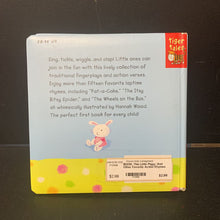 Tiger
Tales
Sing, tickle, wiggle, and clap! Little ones can
join in the fun with this lively collection of
traditional fingerplays and action verses.
Enjoy more than fifteen favorite laptime
rhymes, including "Pat-a-Cake," "The Itsy
Bitsy Spider," and "The Wheels on the Bus,"
all whimsically illustrated by Hannah Wood.
The perfect first book for every child!
$2.99
$2.99